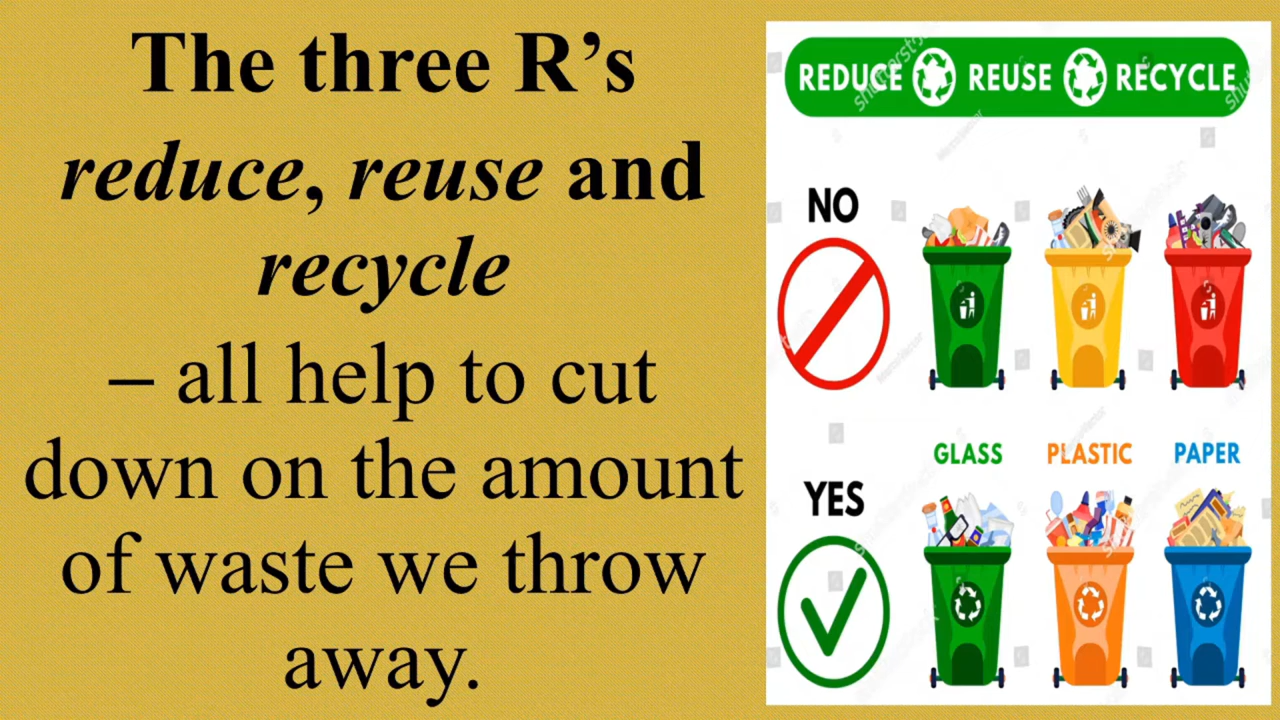 The three R’s
reduce, reuse and
recycle
– all help to cut
down on the amount
of waste we throw
away.
REDUCE REUSE RECYCLE
NO
GLASS PLASTIC PAPER
YES